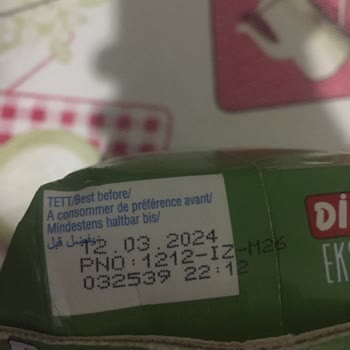 TETT/Best before/
À consommer de préférence avant/
Mindestens haltbar bis/
يفضل قبل
12.03.2024
PNO:1212-IZ-M26
032539 22:12
Di
EK